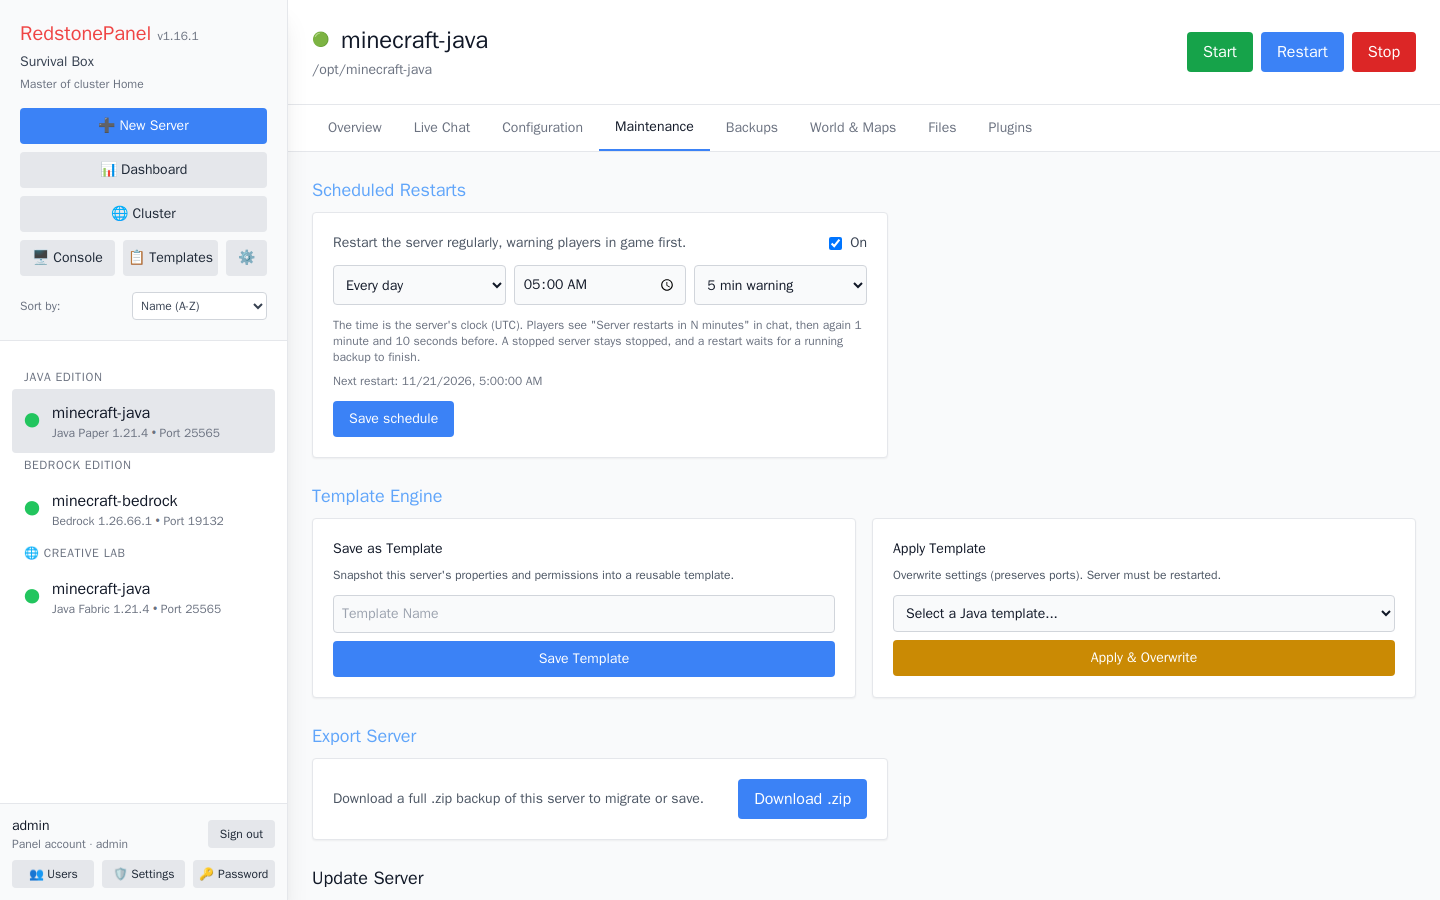 RedstonePanel v1.16.1
Survival Box
Master of cluster Home
➕ New Server
📊 Dashboard
🌐 Cluster
🖥️ Console
📋 Templates
⚙️
Sort by:
Name (A-Z)
JAVA EDITION
minecraft-java
Java Paper 1.21.4 • Port 25565
BEDROCK EDITION
minecraft-bedrock
Bedrock 1.26.66.1 • Port 19132
🌐 CREATIVE LAB
minecraft-java
Java Fabric 1.21.4 • Port 25565
admin
Panel account · admin
Sign out
👥 Users
🛡️ Settings
🔑 Password
minecraft-java
/opt/minecraft-java
Start
Restart
Stop
Overview
Live Chat
Configuration
Maintenance
Backups
World & Maps
Files
Plugins
Scheduled Restarts
Restart the server regularly, warning players in game first.
On
Every day
05:00 AM
5 min warning
The time is the server's clock (UTC). Players see "Server restarts in N minutes" in chat, then again 1
minute and 10 seconds before. A stopped server stays stopped, and a restart waits for a running
backup to finish.
Next restart: 11/21/2026, 5:00:00 AM
Save schedule
Template Engine
Save as Template
Snapshot this server's properties and permissions into a reusable template.
Template Name
Save Template
Apply Template
Overwrite settings (preserves ports). Server must be restarted.
Select a Java template...
Apply & Overwrite
Export Server
Download a full .zip backup of this server to migrate or save.
Download .zip
Update Server